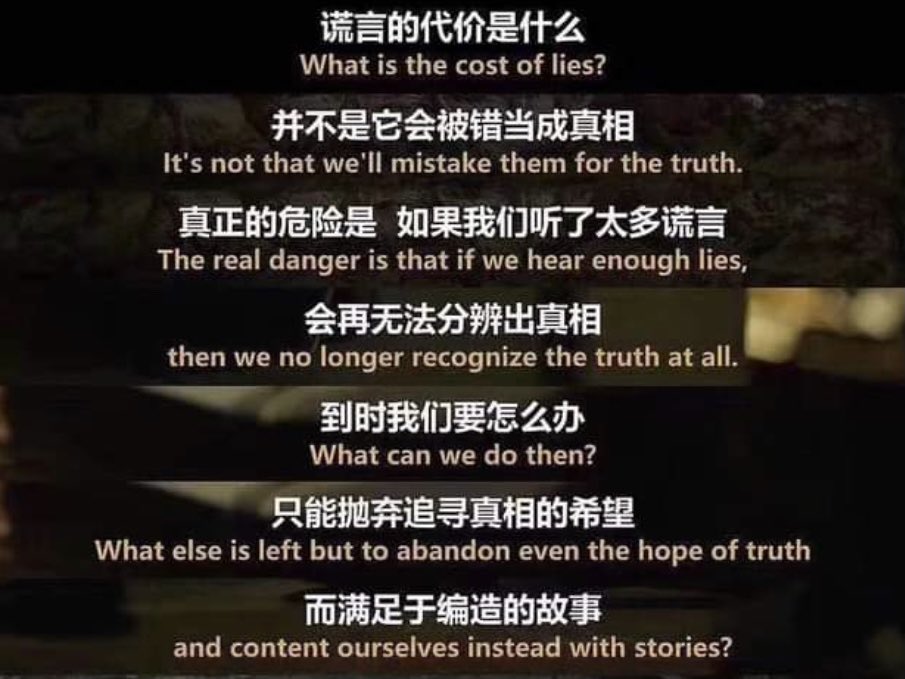 谎言的代价是什么
What is the cost of lies?
并不是它会被错当成真相
It's not that we'll mistake them for the truth.
真正的危险是 如果我们听了太多谎言
The real danger is that if we hear enough lies,
会再无法分辨出真相
then we no longer recognize the truth at all.
到时我们要怎么办
What can we do then?
只能抛弃追寻真相的希望
What else is left but to abandon even the hope of truth
而满足于编造的故事
and content ourselves instead with stories?